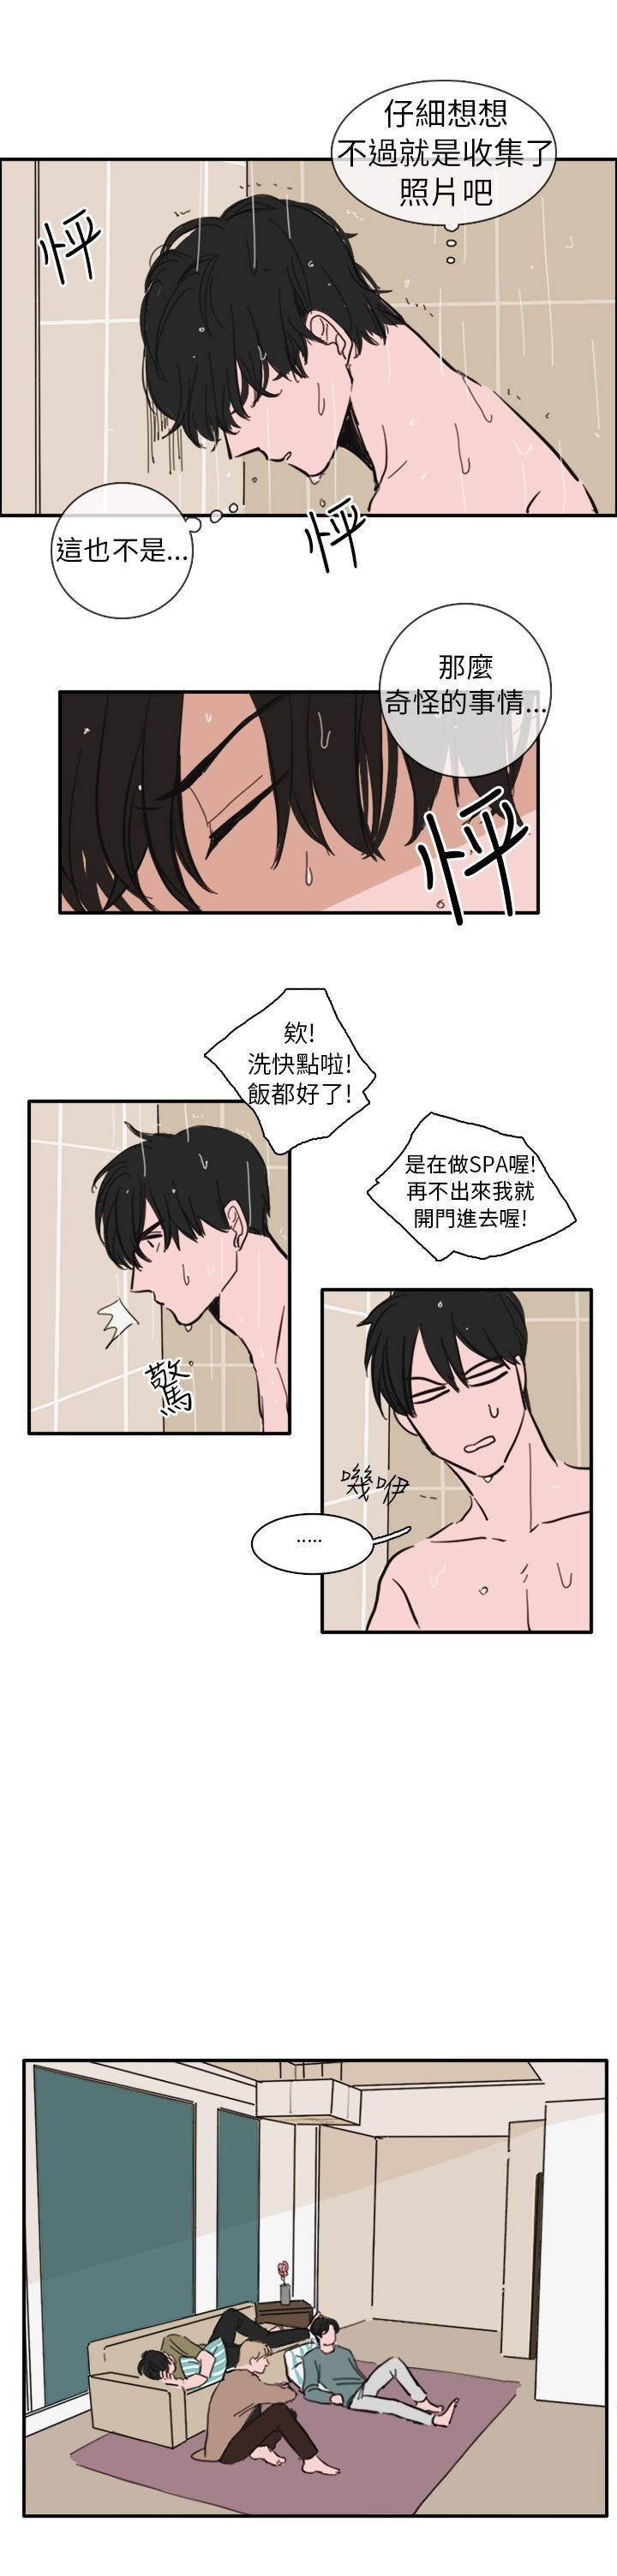 仔細想想
不過就是收集了
照片吧
怦
這也不是...
怦
那麼
奇怪的事情...
怦
欸!
洗快點啦!
飯都好了!
是在做SPA喔!
再不出來我就
開門進去喔!
驚
嘰咿
.....